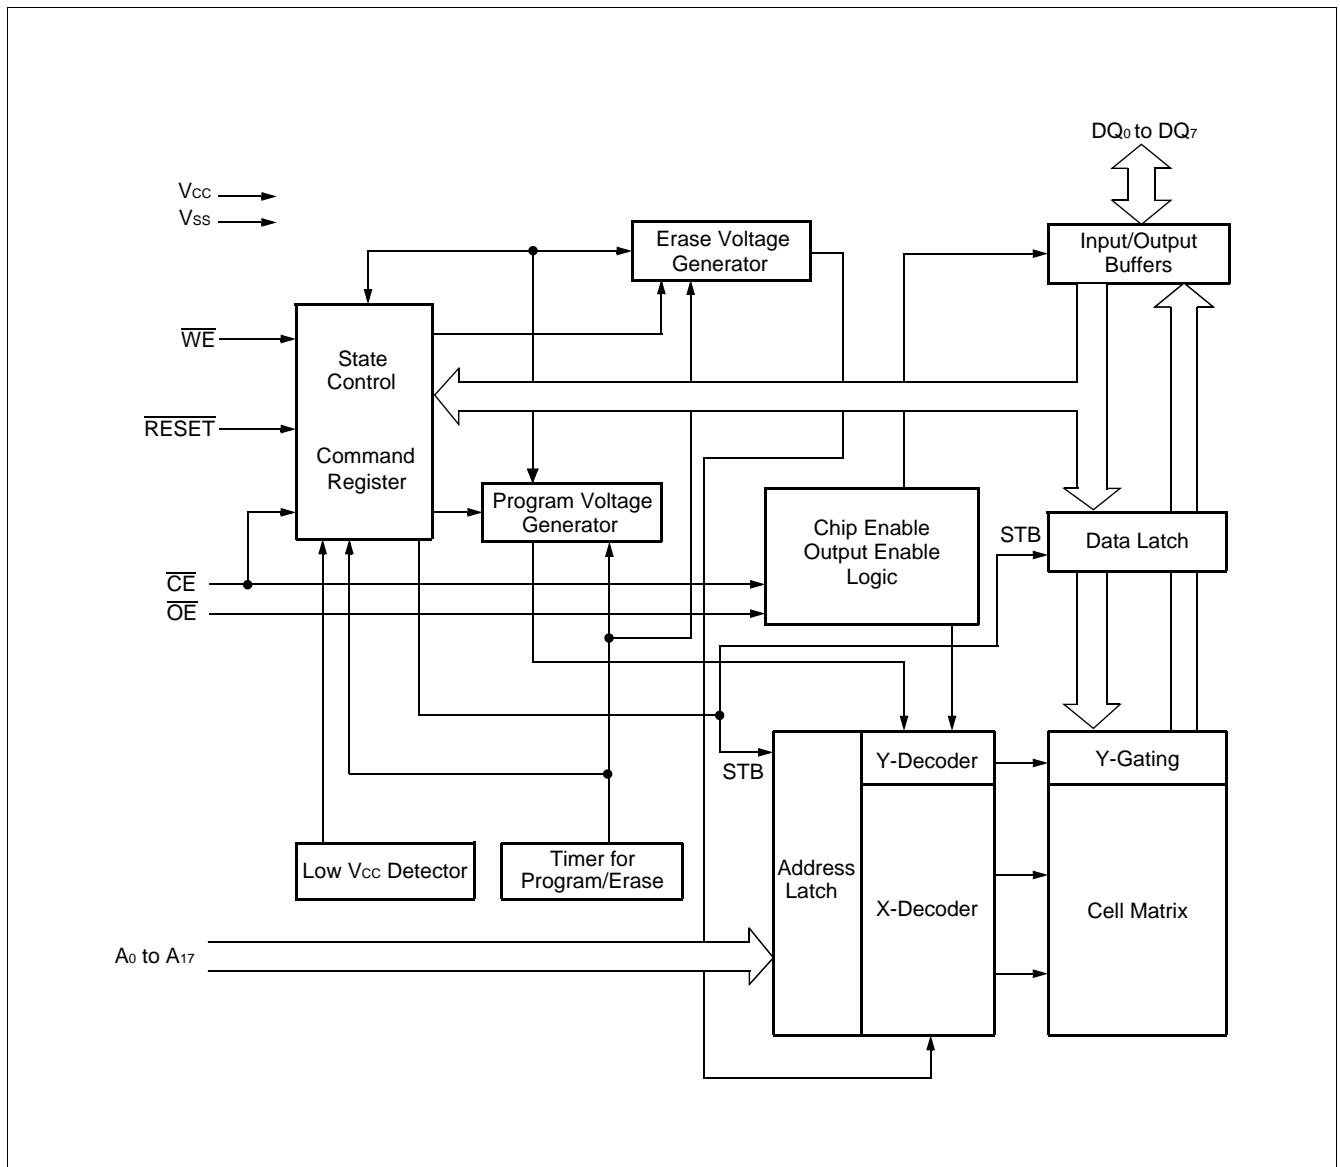 DQ0 to DQ7
VCC
VSS
Erase Voltage
Generator
Input/Output
Buffers
WE
State
Control
RESET
Command
Register
Program Voltage
Generator
Chip Enable
Output Enable
Logic
STB
Data Latch
CE
OE
STB
Y-Decoder
Y-Gating
Low VCC Detector
Timer for
Program/Erase
Address
Latch
X-Decoder
Cell Matrix
A0 to A17